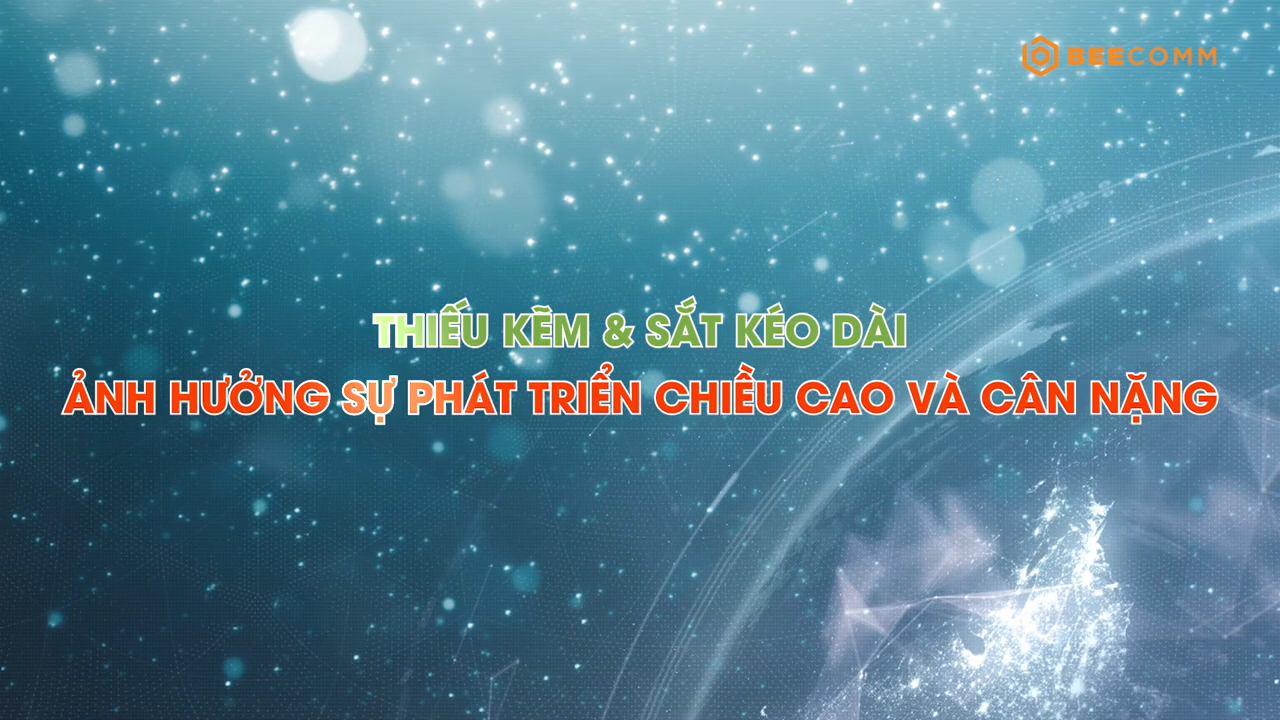 BEECOMM
THIẾU KẼM & SẮT KÉO DÀI
ẢNH HƯỞNG SỰ PHÁT TRIỂN CHIỀU CAO VÀ CÂN NẶNG